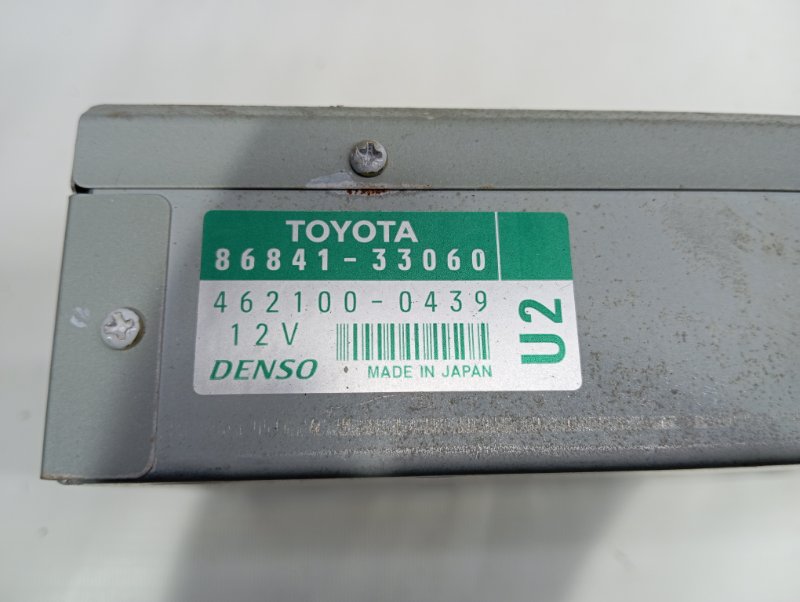 TOYOTA
86841-33060
462100-0439
12V
DENSO
MADE IN JAPAN
U2